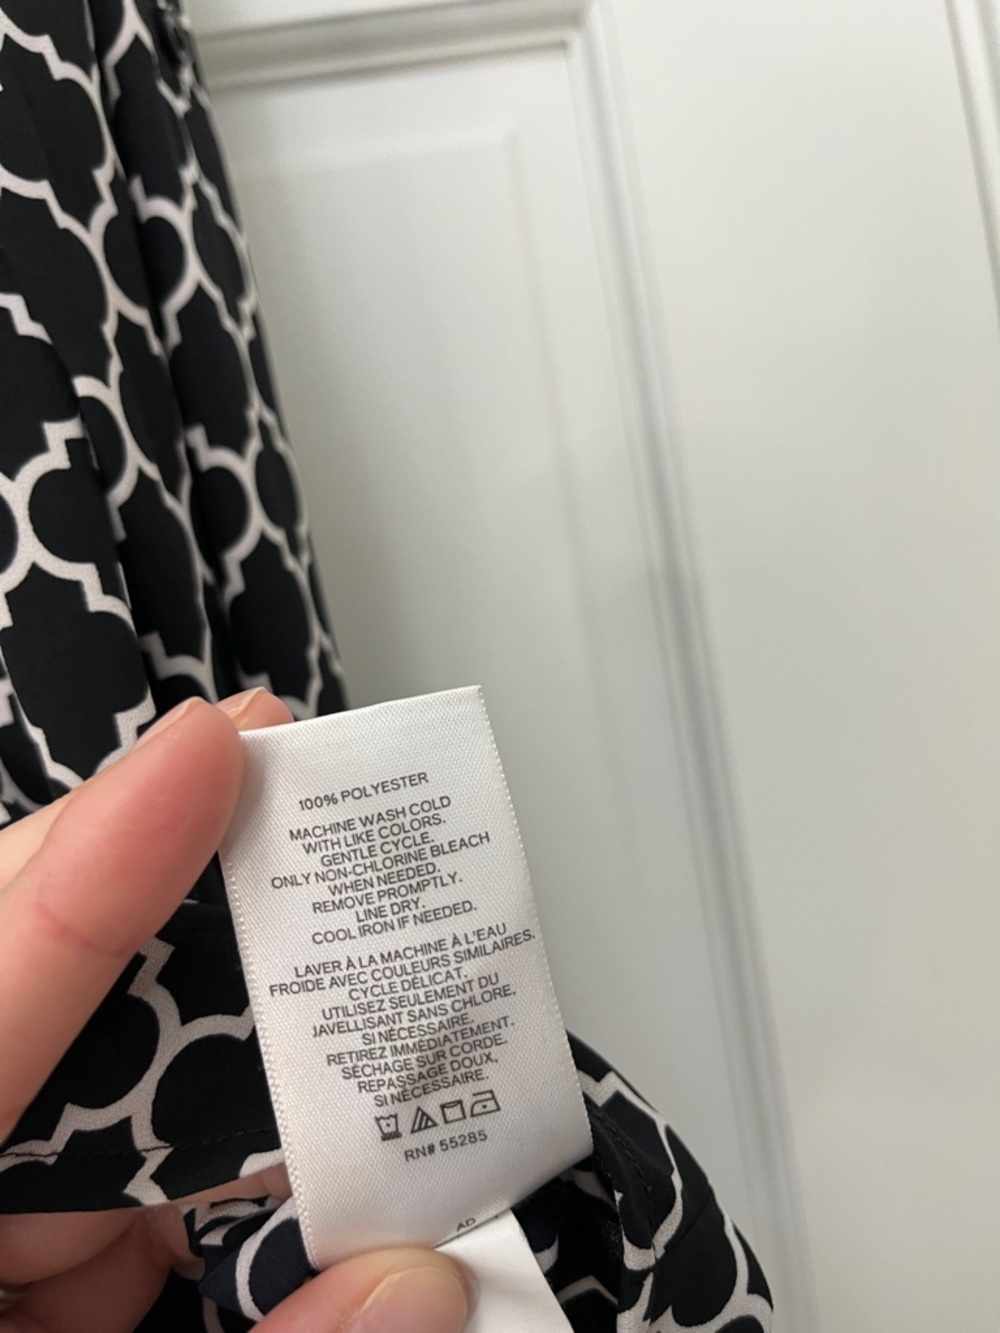 100% POLYESTER
MACHINE WASH COLD
WITH LIKE COLORS.
GENTLE CYCLE.
ONLY NON-CHLORINE BLEACH
WHEN NEEDED.
REMOVE PROMPTLY.
LINE DRY.
COOL IRON IF NEEDED.
LAVER À LA MACHINE À L'EAU
FROIDE AVEC COULEURS SIMILAIRES.
CYCLE DÉLICAT.
UTILISEZ SEULEMENT DU
JAVELLISANT SANS CHLORE,
SI NÉCESSAIRE.
RETIREZ IMMÉDIATEMENT.
SÉCHAGE SUR CORDE.
REPASSAGE DOUX,
SI NÉCESSAIRE.
RN# 55285
AD